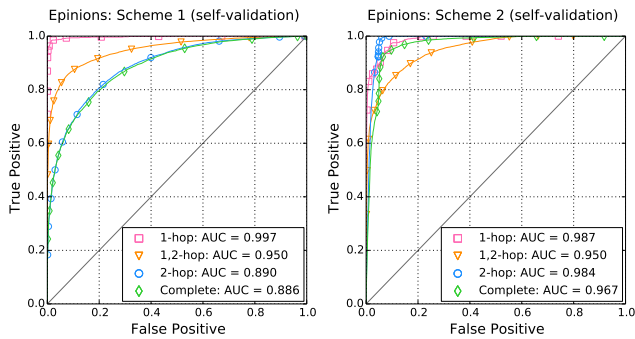 Epinions: Scheme 1 (self-validation)
True Positive
1.0
0.8
0.6
0.4
0.2
0.0
1-hop: AUC = 0.997
1,2-hop: AUC = 0.950
2-hop: AUC = 0.890
Complete: AUC = 0.886
0.0 0.2 0.4 0.6 0.8 1.0
False Positive
Epinions: Scheme 2 (self-validation)
True Positive
1.0
0.8
0.6
0.4
0.2
0.0
1-hop: AUC = 0.987
1,2-hop: AUC = 0.950
2-hop: AUC = 0.984
Complete: AUC = 0.967
0.0 0.2 0.4 0.6 0.8 1.0
False Positive